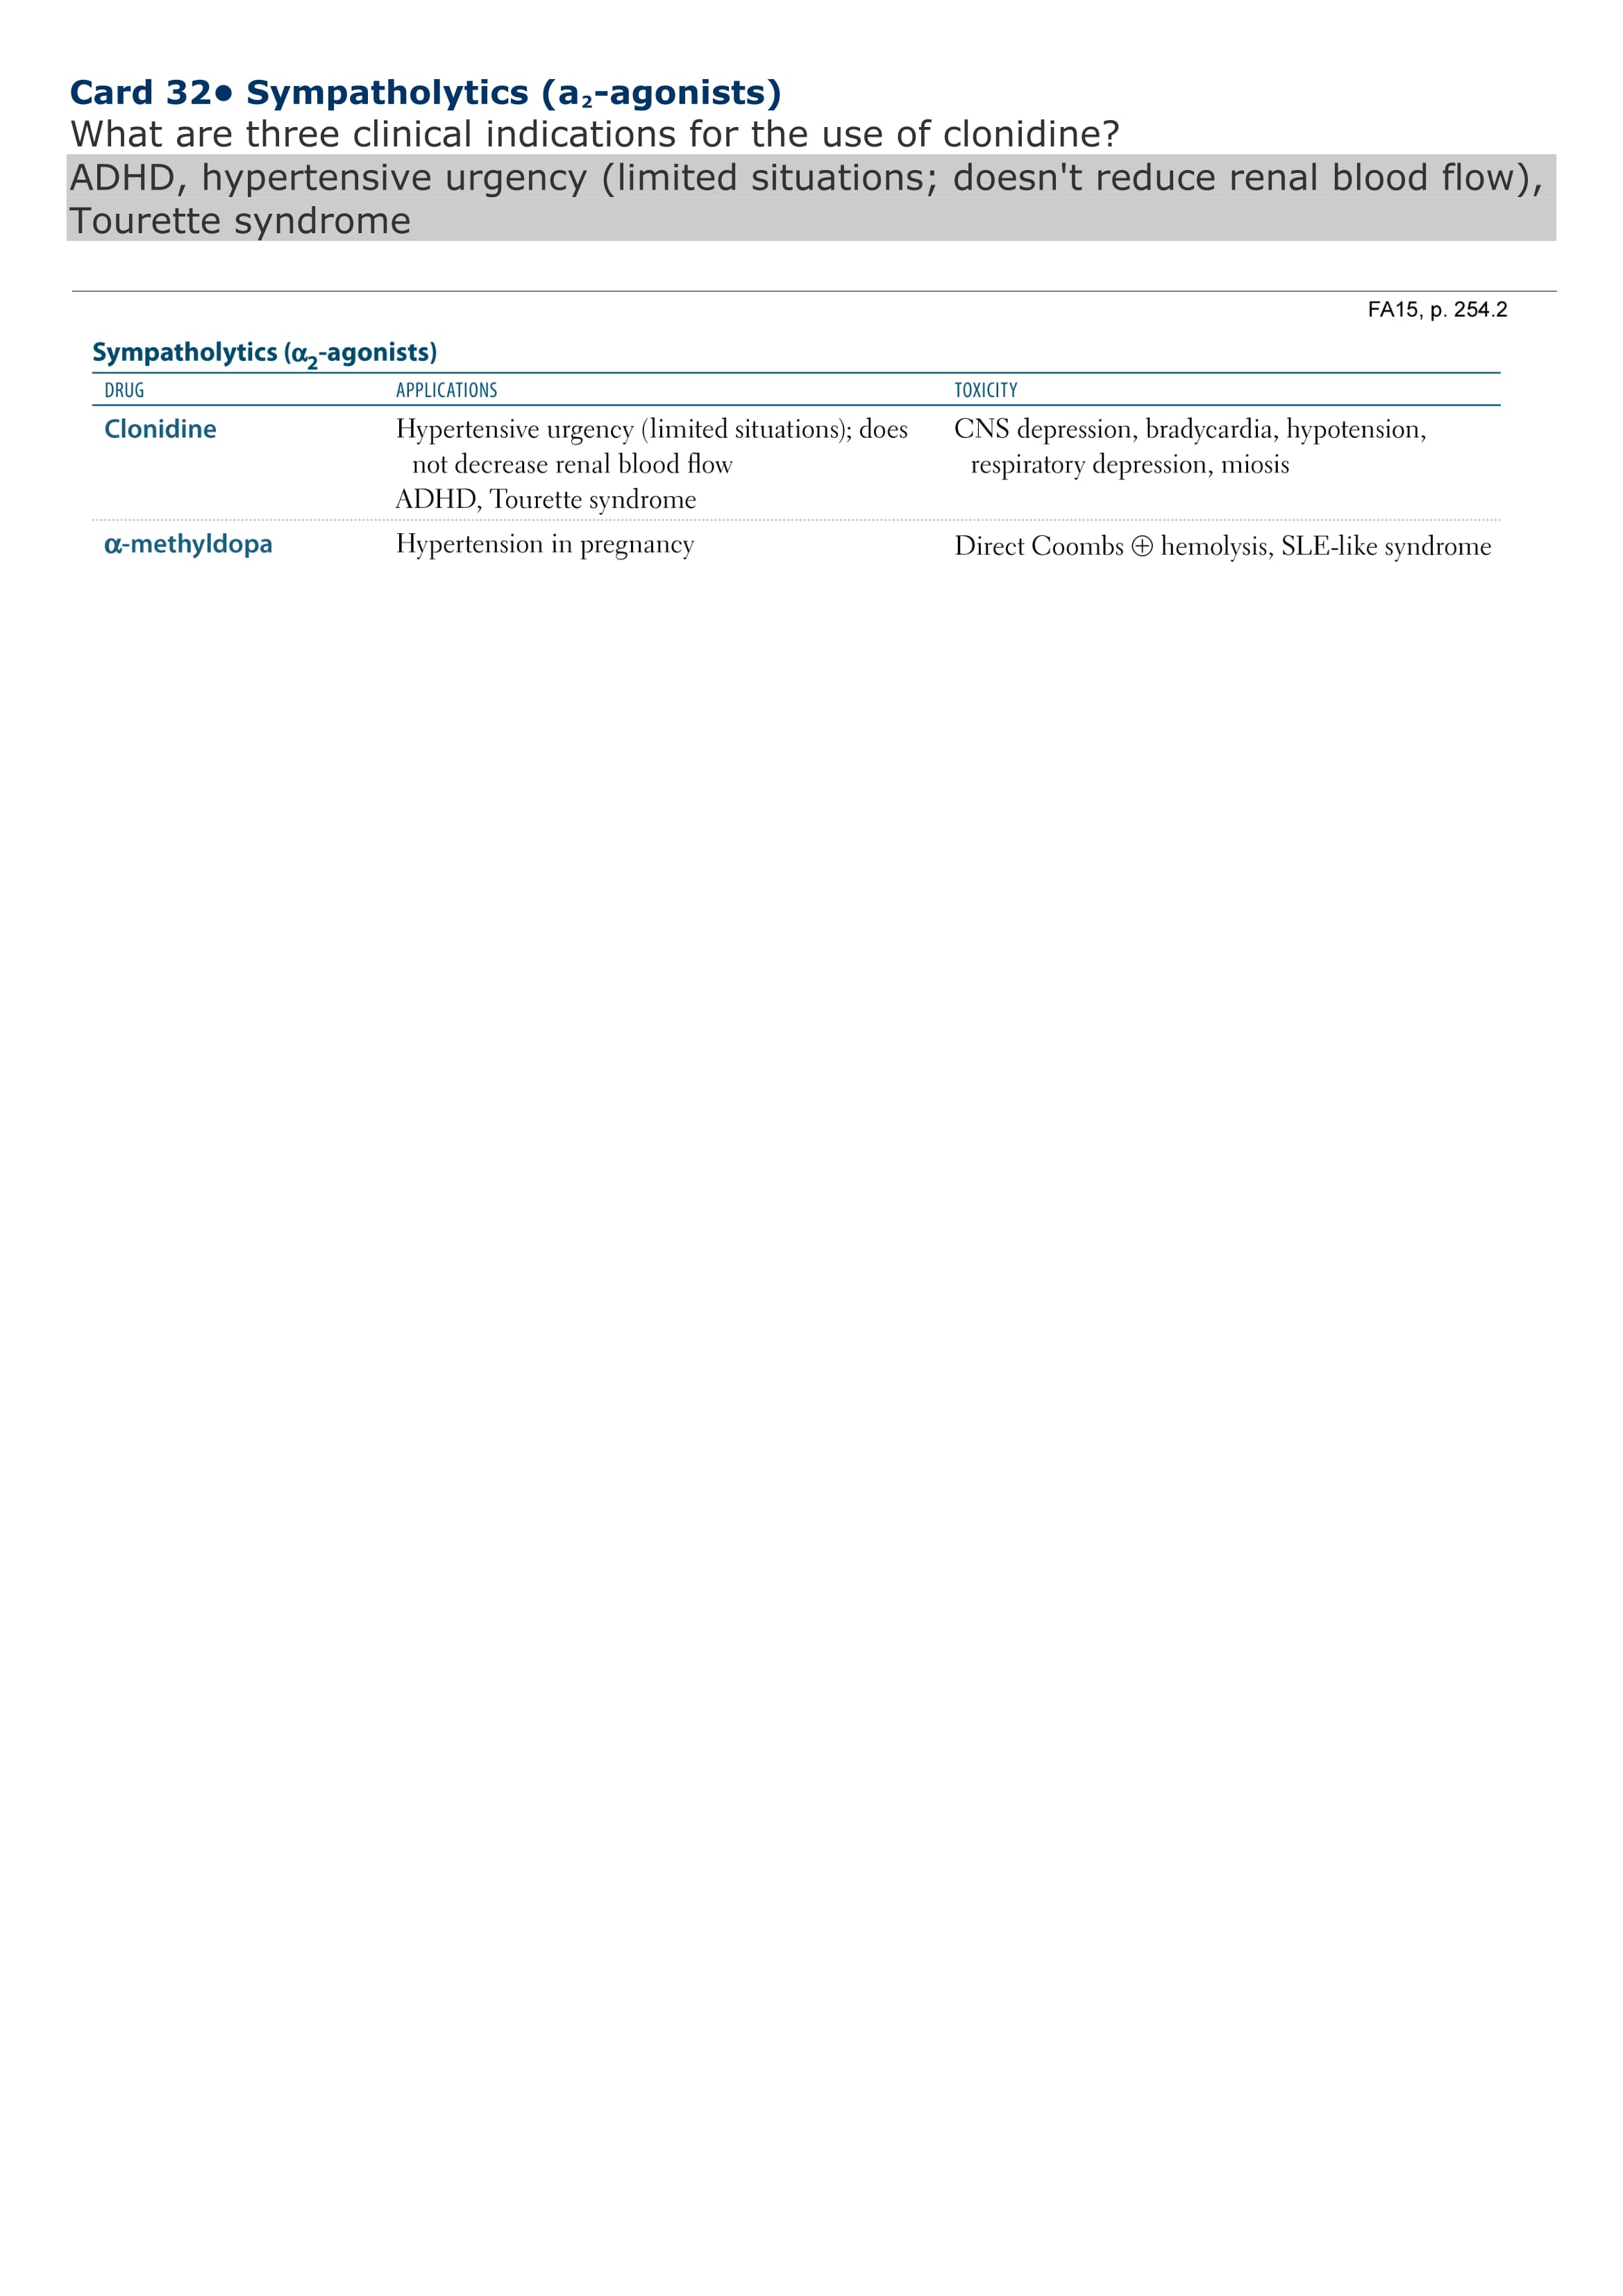 Card 32• Sympatholytics (a₂-agonists)
What are three clinical indications for the use of clonidine?
ADHD, hypertensive urgency (limited situations; doesn't reduce renal blood flow),
Tourette syndrome
FA15, p. 254.2
Sympatholytics (α₂-agonists)
DRUG APPLICATIONS TOXICITY
Clonidine Hypertensive urgency (limited situations); does CNS depression, bradycardia, hypotension,
not decrease renal blood flow respiratory depression, miosis
ADHD, Tourette syndrome
α-methyldopa Hypertension in pregnancy Direct Coombs ⊕ hemolysis, SLE-like syndrome